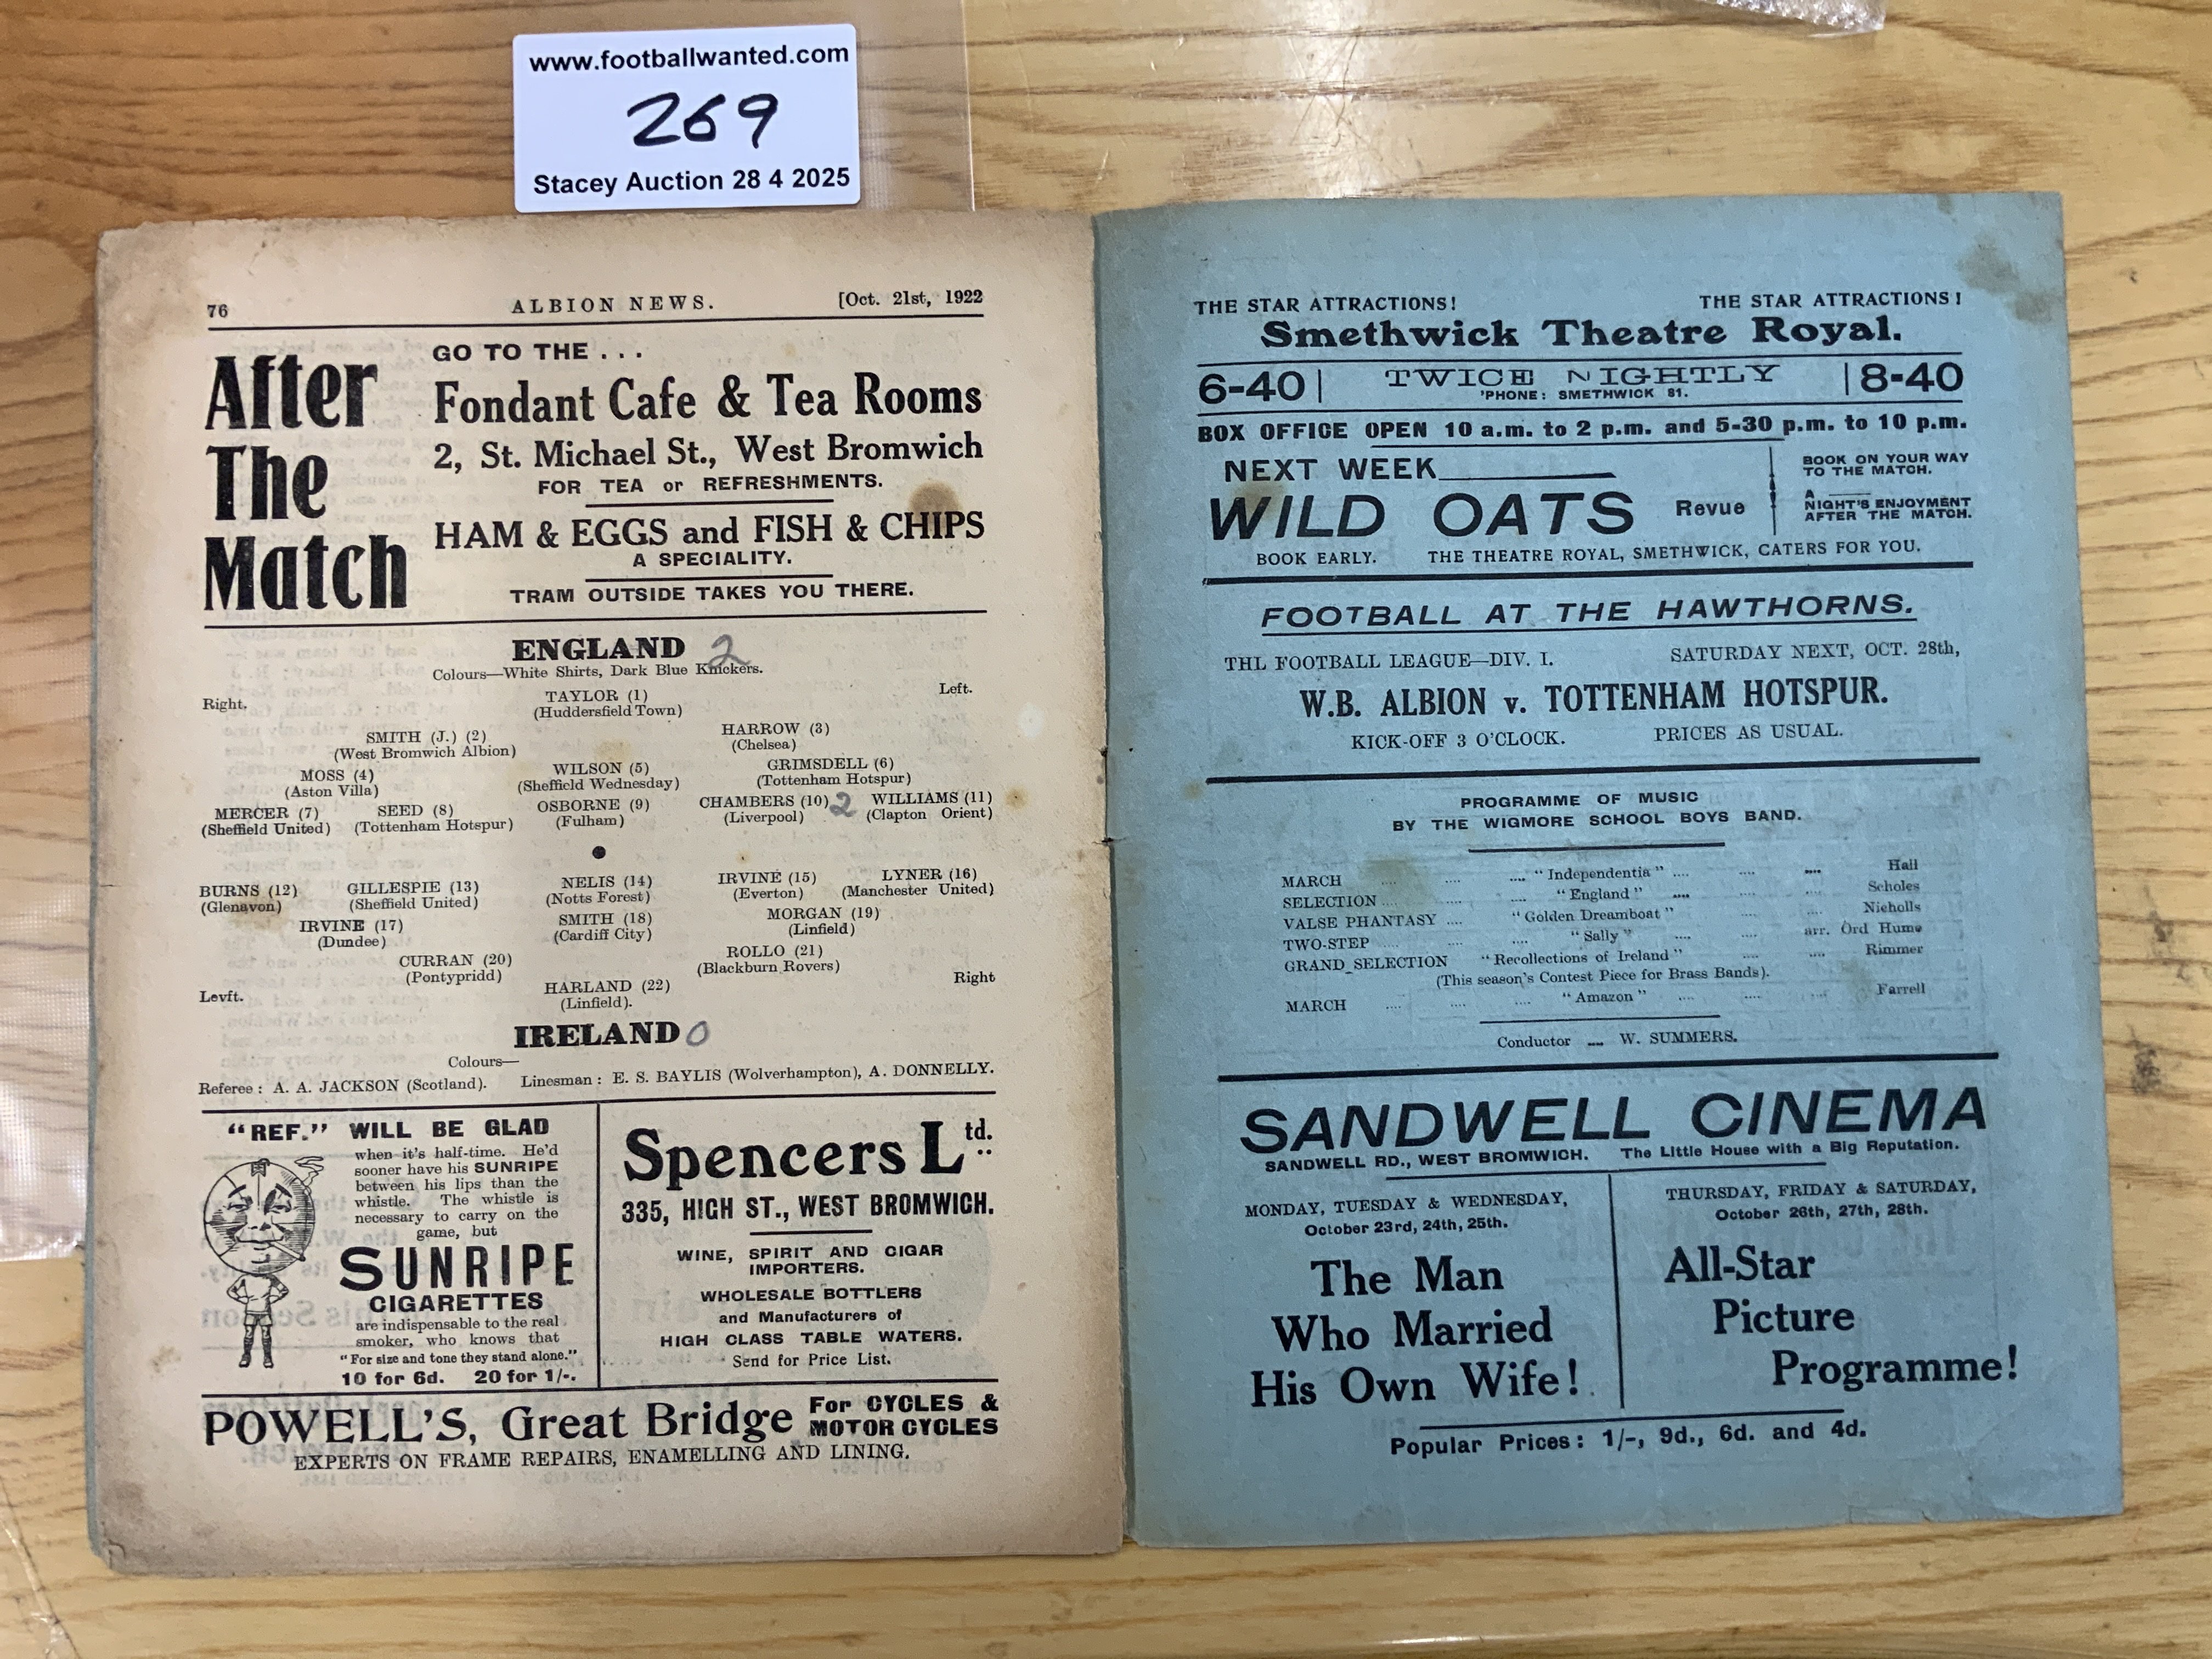 www.footballwanted.com
269
Stacey Auction 28 4 2025
76 ALBION NEWS. [Oct. 21st, 1922
After
The
Match
GO TO THE . . .
Fondant Cafe & Tea Rooms
2, St. Michael St., West Bromwich
FOR TEA or REFRESHMENTS.
HAM & EGGS and FISH & CHIPS
A SPECIALITY.
TRAM OUTSIDE TAKES YOU THERE.
ENGLAND 2
Colours—White Shirts, Dark Blue Knickers.
Right. TAYLOR (1) Left.
(Huddersfield Town)
SMITH (J.) (2) HARROW (3)
(West Bromwich Albion) (Chelsea)
MOSS (4) WILSON (5) GRIMSDELL (6)
(Aston Villa) (Sheffield Wednesday) (Tottenham Hotspur)
MERCER (7) SEED (8) OSBORNE (9) CHAMBERS (10) 2 WILLIAMS (11)
(Sheffield United) (Tottenham Hotspur) (Fulham) (Liverpool) (Clapton Orient)
BURNS (12) GILLESPIE (13) NELIS (14) IRVINE (15) LYNER (16)
(Glenavon) (Sheffield United) (Notts Forest) (Everton) (Manchester United)
IRVINE (17) SMITH (18) MORGAN (19)
(Dundee) (Cardiff City) (Linfield)
CURRAN (20) ROLLO (21)
(Pontypridd) (Blackburn Rovers)
Levft. HARLAND (22) Right
(Linfield).
IRELAND 0
Colours—
Referee : A. A. JACKSON (Scotland). Linesman : E. S. BAYLIS (Wolverhampton), A. DONNELLY.
"REF." WILL BE GLAD
when it's half-time. He'd
sooner have his SUNRIPE
between his lips than the
whistle. The whistle is
necessary to carry on the
game, but
SUNRIPE
CIGARETTES
are indispensable to the real
smoker, who knows that
"For size and tone they stand alone."
10 for 6d. 20 for 1/-.
Spencers Ltd.
335, HIGH ST., WEST BROMWICH.
WINE, SPIRIT AND CIGAR
IMPORTERS.
WHOLESALE BOTTLERS
and Manufacturers of
HIGH CLASS TABLE WATERS.
Send for Price List.
POWELL'S, Great Bridge For CYCLES &
MOTOR CYCLES
EXPERTS ON FRAME REPAIRS, ENAMELLING AND LINING.
THE STAR ATTRACTIONS! THE STAR ATTRACTIONS!
Smethwick Theatre Royal.
6-40 | TWICE NIGHTLY | 8-40
'PHONE: SMETHWICK 81.
BOX OFFICE OPEN 10 a.m. to 2 p.m. and 5-30 p.m. to 10 p.m.
NEXT WEEK
WILD OATS Revue
BOOK ON YOUR WAY
TO THE MATCH.
A
NIGHT'S ENJOYMENT
AFTER THE MATCH.
BOOK EARLY. THE THEATRE ROYAL, SMETHWICK, CATERS FOR YOU.
FOOTBALL AT THE HAWTHORNS.
THL FOOTBALL LEAGUE—DIV. I. SATURDAY NEXT, OCT. 28th,
W.B. ALBION v. TOTTENHAM HOTSPUR.
KICK-OFF 3 O'CLOCK. PRICES AS USUAL.
PROGRAMME OF MUSIC
BY THE WIGMORE SCHOOL BOYS BAND.
MARCH .... .... .... "Independentia" .... .... .... Hall
SELECTION .... .... .... "England" .... .... .... Scholes
VALSE PHANTASY .... "Golden Dreamboat" .... .... Nicholls
TWO-STEP .... .... .... "Sally" .... .... arr. Ord Hume
GRAND SELECTION "Recollections of Ireland" .... .... Rimmer
(This season's Contest Piece for Brass Bands).
MARCH .... .... .... "Amazon" .... .... .... Farrell
Conductor .... W. SUMMERS.
SANDWELL CINEMA
SANDWELL RD., WEST BROMWICH. The Little House with a Big Reputation.
MONDAY, TUESDAY & WEDNESDAY,
October 23rd, 24th, 25th.
The Man
Who Married
His Own Wife!
THURSDAY, FRIDAY & SATURDAY,
October 26th, 27th, 28th.
All-Star
Picture
Programme!
Popular Prices: 1/-, 9d., 6d. and 4d.